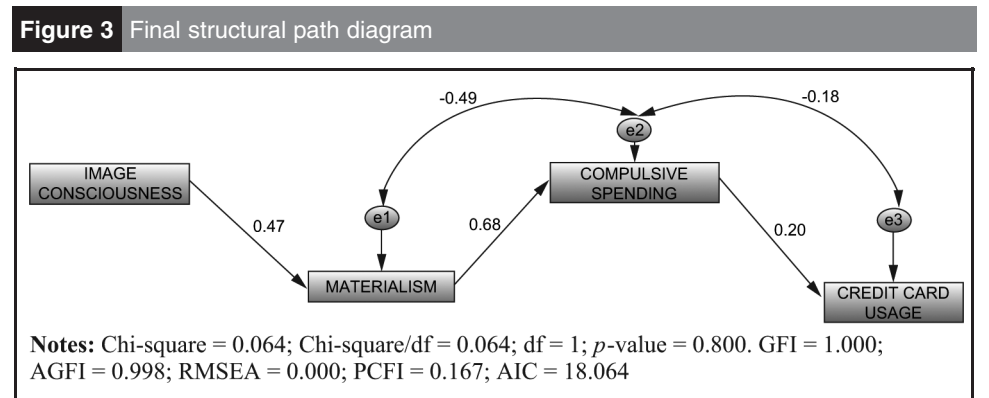 Figure 3 Final structural path diagram
-0.49
-0.18
e2
IMAGE
CONSCIOUSNESS
COMPULSIVE
SPENDING
e1
e3
0.47
0.68
0.20
MATERIALISM
CREDIT CARD
USAGE
Notes: Chi-square = 0.064; Chi-square/df = 0.064; df = 1; p-value = 0.800. GFI = 1.000;
AGFI = 0.998; RMSEA = 0.000; PCFI = 0.167; AIC = 18.064